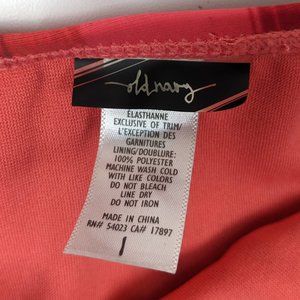 old navy
ÉLASTHANNE
EXCLUSIVE OF TRIM/
L'EXCEPTION DES
GARNITURES
LINING/DOUBLURE:
100% POLYESTER
MACHINE WASH COLD
WITH LIKE COLORS
DO NOT BLEACH
LINE DRY
DO NOT IRON
MADE IN CHINA
RN# 54023 CA# 17897